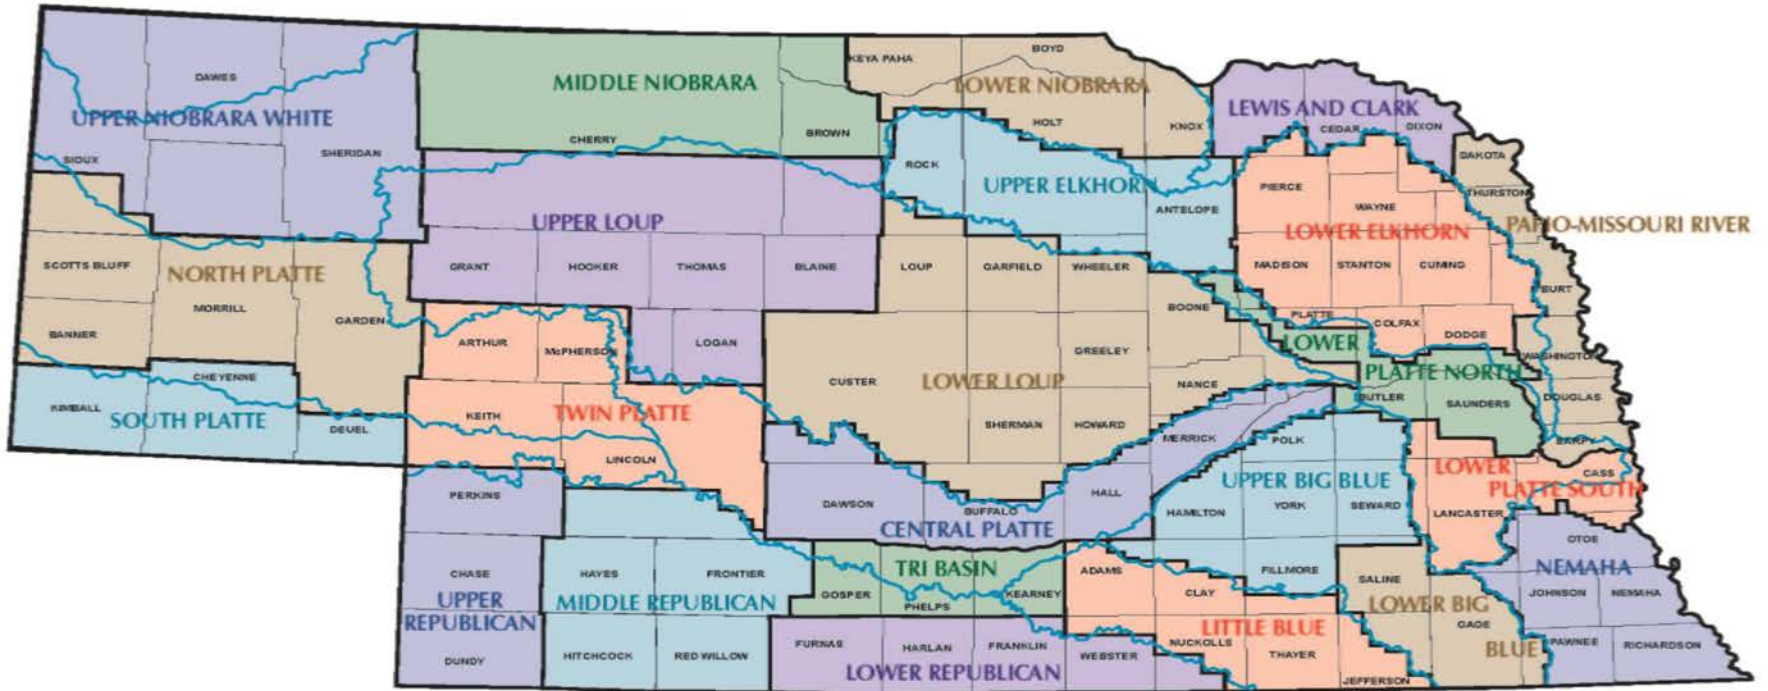 KEYA PAHA
BOYD
DAWES
MIDDLE NIOBRARA
LOWER NIOBRARA
UPPER NIOBRARA WHITE
LEWIS AND CLARK
CHERRY
BROWN
HOLT
KNOX
CEDAR
DIXON
SIOUX
SHERIDAN
ROCK
DAKOTA
UPPER ELKHORN
PIERCE
THURSTON
ANTELOPE
WAYNE
UPPER LOUP
LOWER ELKHORN
PAPIO-MISSOURI RIVER
SCOTTS BLUFF
NORTH PLATTE
GRANT
HOOKER
THOMAS
BLAINE
LOUP
GARFIELD
WHEELER
MADISON
STANTON
CUMING
BURT
MORRILL
GARDEN
BOONE
PLATTE
COLFAX
DODGE
BANNER
ARTHUR
McPHERSON
LOGAN
GREELEY
LOWER
PLATTE NORTH
WASHINGTON
CHEYENNE
CUSTER
LOWER LOUP
NANCE
BUTLER
SAUNDERS
DOUGLAS
KIMBALL
SOUTH PLATTE
DEUEL
KEITH
TWIN PLATTE
SHERMAN
HOWARD
MERRICK
POLK
SARPY
LINCOLN
LOWER
PLATTE SOUTH
CASS
UPPER BIG BLUE
PERKINS
DAWSON
BUFFALO
HALL
HAMILTON
YORK
SEWARD
LANCASTER
CENTRAL PLATTE
OTOE
CHASE
HAYES
FRONTIER
TRI BASIN
ADAMS
FILLMORE
SALINE
NEMAHA
UPPER
REPUBLICAN
MIDDLE REPUBLICAN
GOSPER
PHELPS
KEARNEY
CLAY
LOWER BIG
BLUE
GAGE
JOHNSON
NEMAHA
LITTLE BLUE
DUNDY
HITCHCOCK
RED WILLOW
FURNAS
HARLAN
FRANKLIN
WEBSTER
NUCKOLLS
THAYER
PAWNEE
RICHARDSON
LOWER REPUBLICAN
JEFFERSON